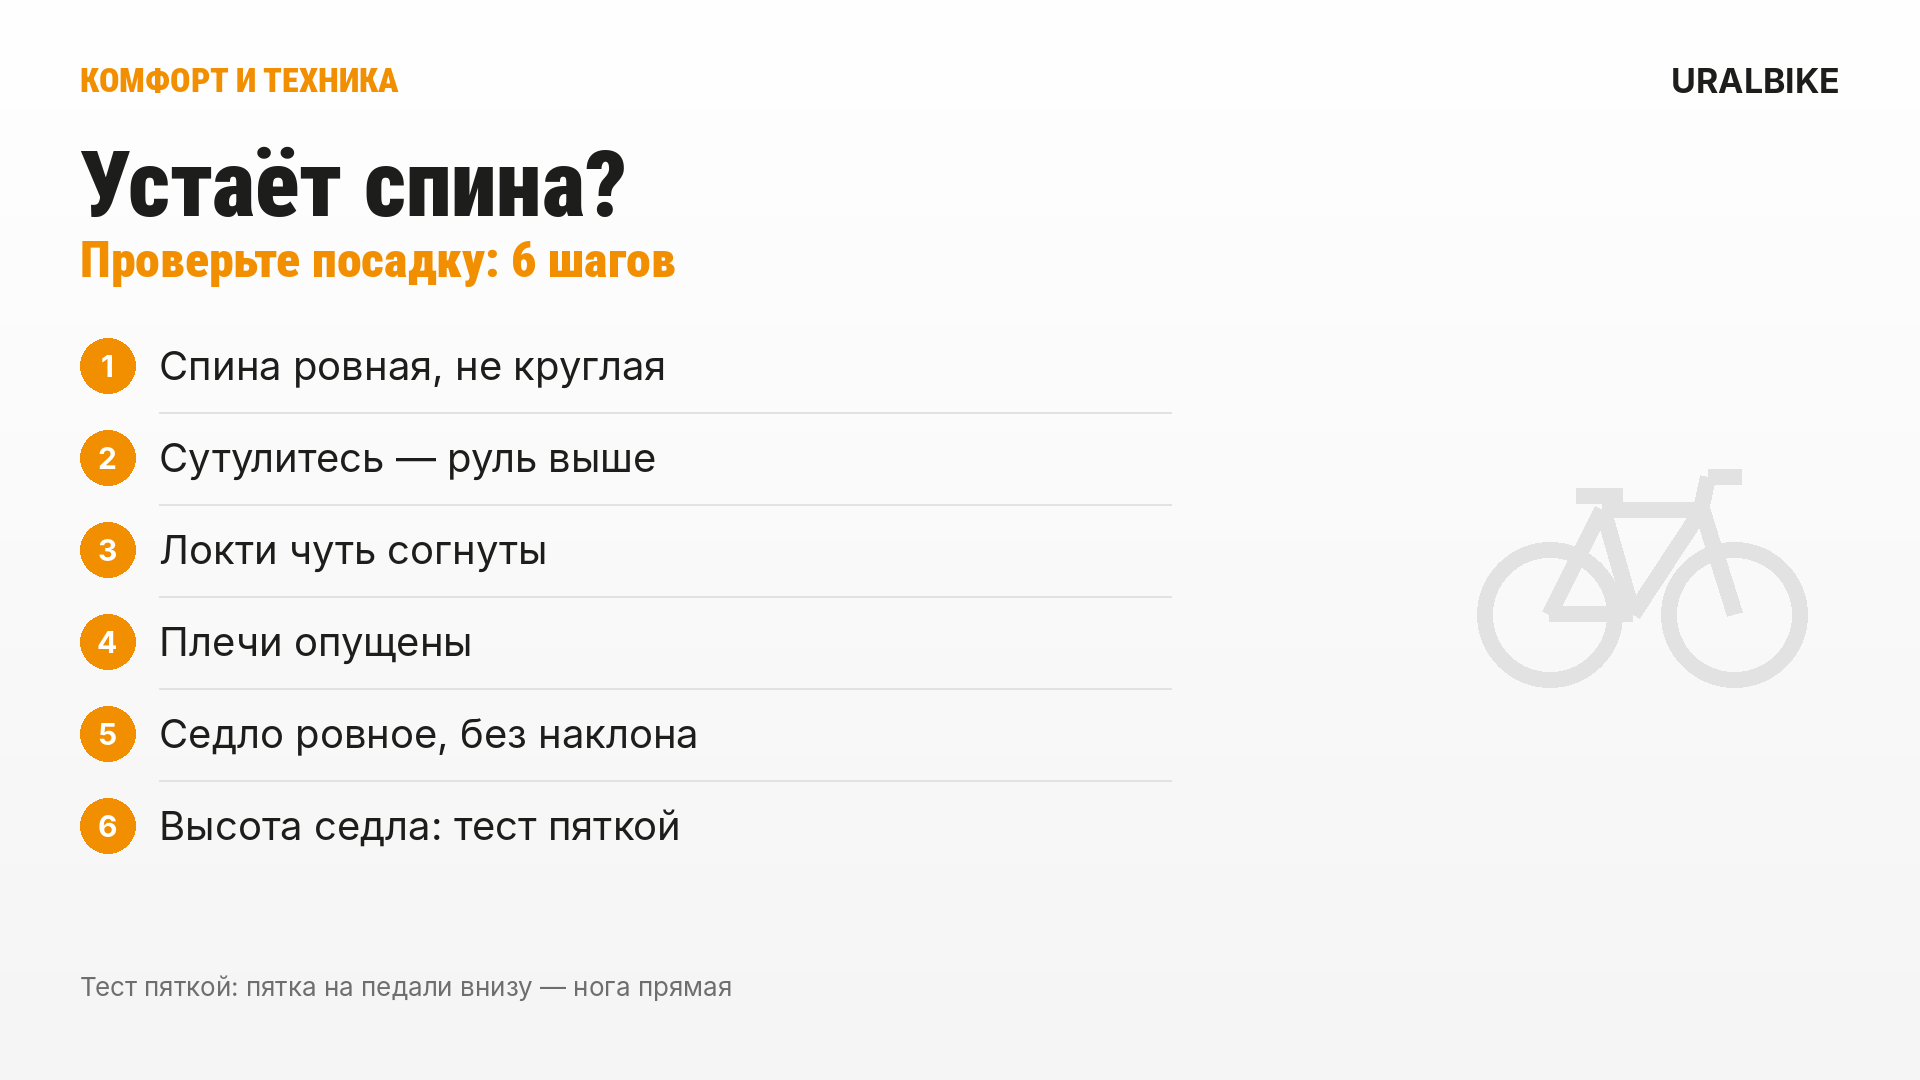 КОМФОРТ И ТЕХНИКА
URALBIKE
Устаёт спина?
Проверьте посадку: 6 шагов
1 Спина ровная, не круглая
2 Сутулитесь — руль выше
3 Локти чуть согнуты
4 Плечи опущены
5 Седло ровное, без наклона
6 Высота седла: тест пяткой
Тест пяткой: пятка на педали внизу — нога прямая